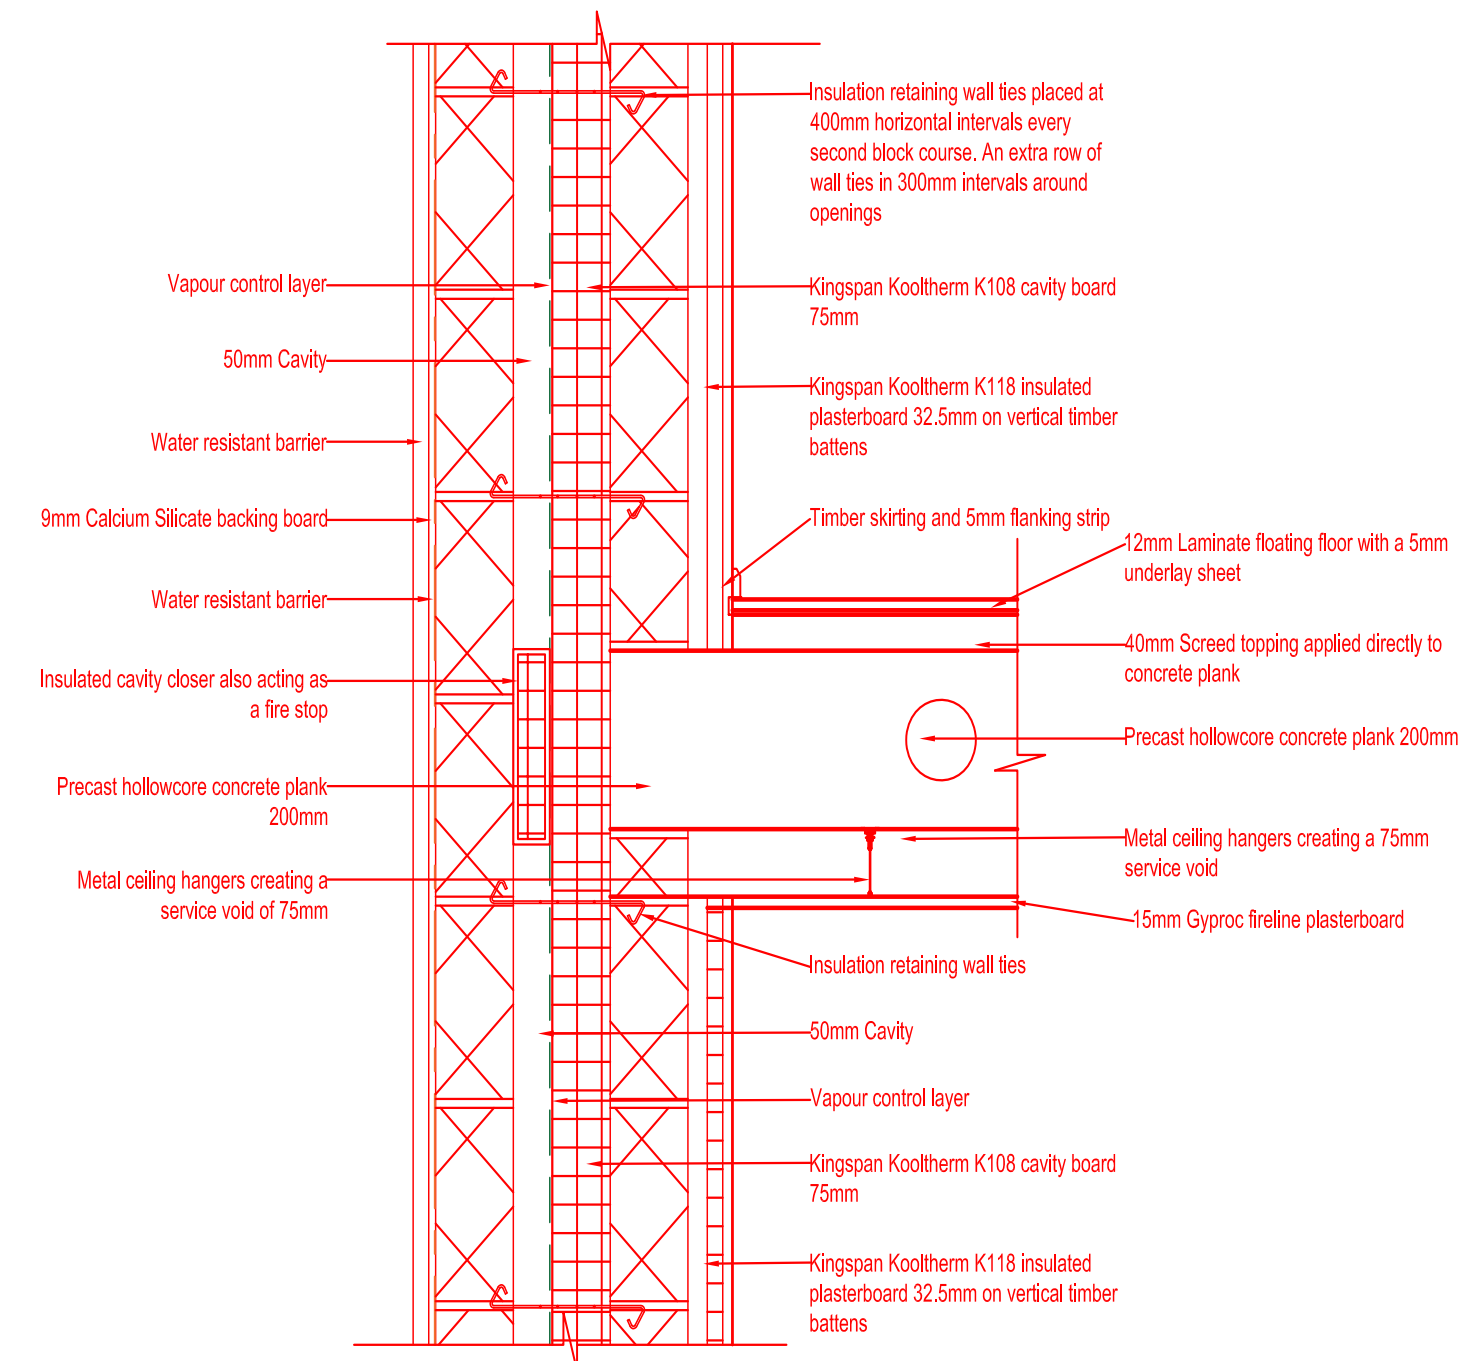 Insulation retaining wall ties placed at
400mm horizontal intervals every
second block course. An extra row of
wall ties in 300mm intervals around
openings
Vapour control layer
Kingspan Kooltherm K108 cavity board
75mm
50mm Cavity
Kingspan Kooltherm K118 insulated
plasterboard 32.5mm on vertical timber
battens
Water resistant barrier
9mm Calcium Silicate backing board
Timber skirting and 5mm flanking strip
12mm Laminate floating floor with a 5mm
underlay sheet
Water resistant barrier
40mm Screed topping applied directly to
concrete plank
Insulated cavity closer also acting as
a fire stop
Precast hollowcore concrete plank 200mm
Precast hollowcore concrete plank
200mm
Metal ceiling hangers creating a 75mm
service void
Metal ceiling hangers creating a
service void of 75mm
15mm Gyproc fireline plasterboard
Insulation retaining wall ties
50mm Cavity
Vapour control layer
Kingspan Kooltherm K108 cavity board
75mm
Kingspan Kooltherm K118 insulated
plasterboard 32.5mm on vertical timber
battens